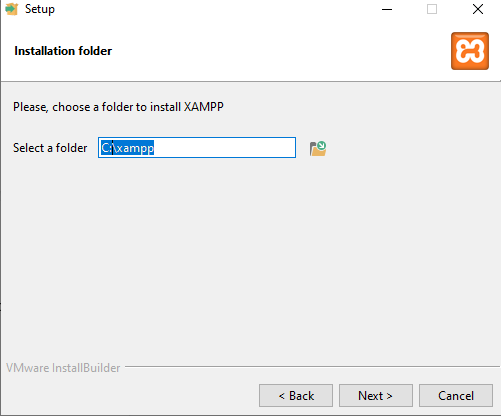 Setup
Installation folder
Please, choose a folder to install XAMPP
Select a folder C:\xampp
VMware InstallBuilder
< Back Next > Cancel